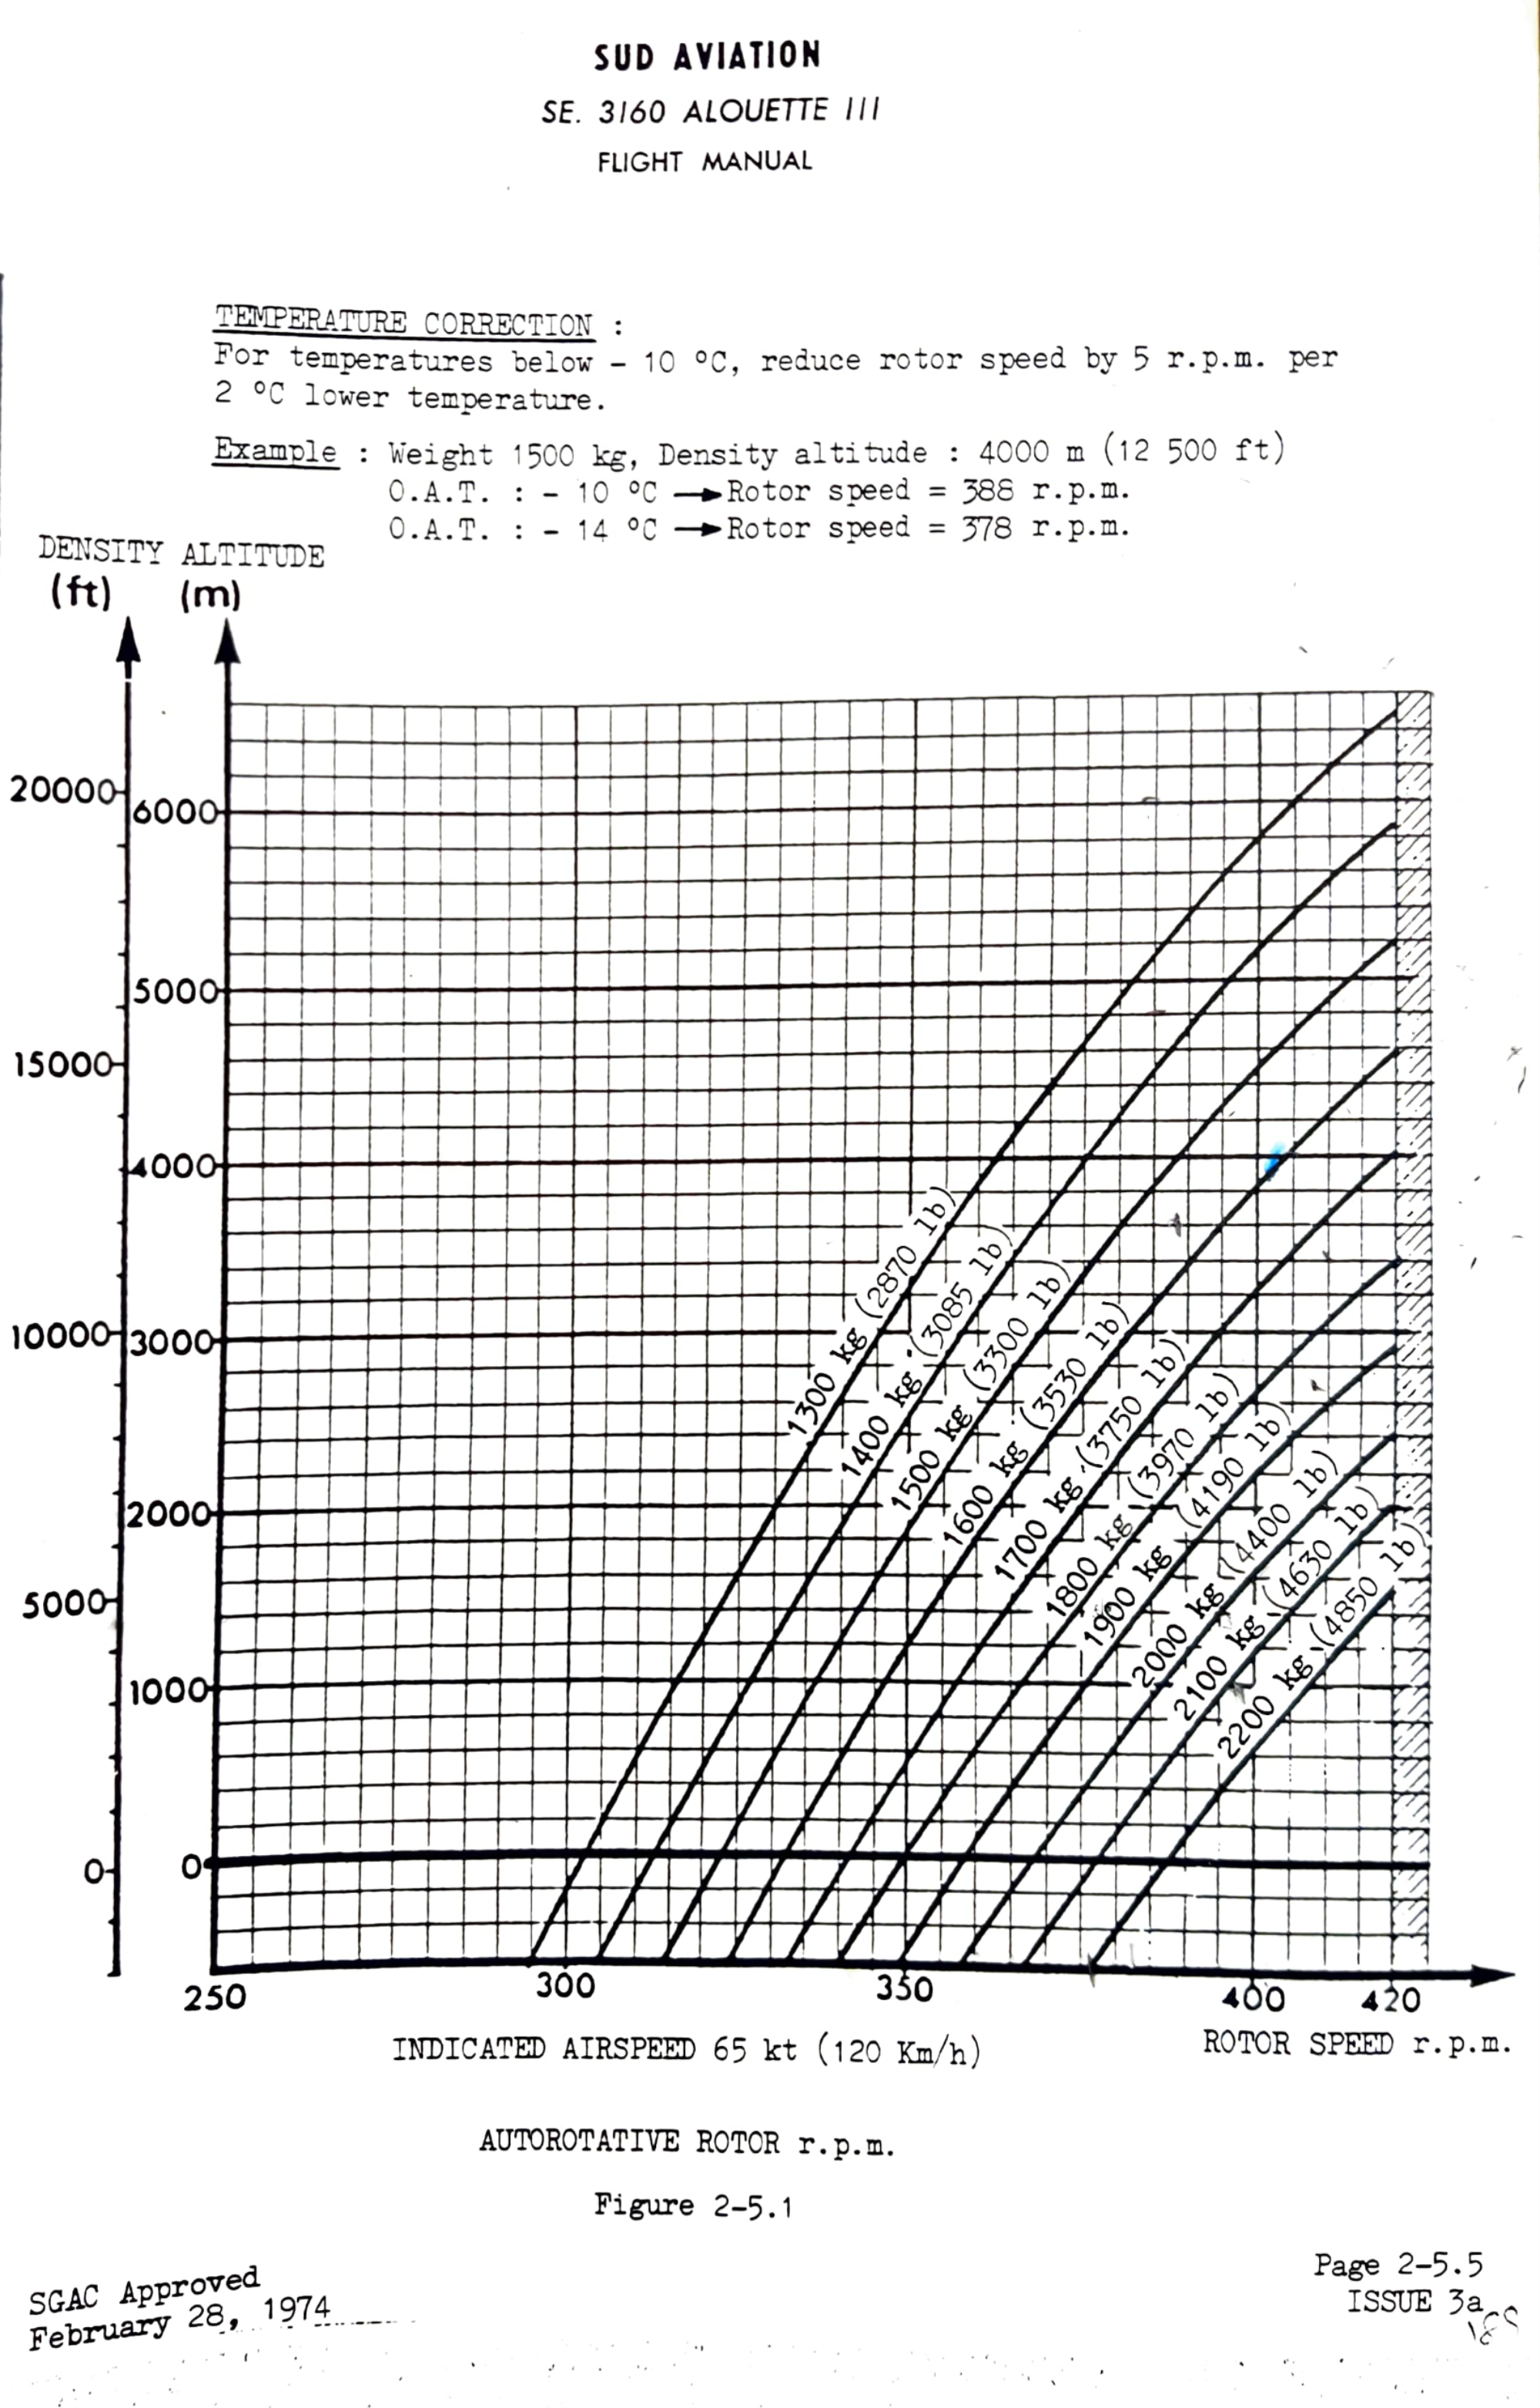 SUD AVIATION
SE. 3160 ALOUETTE III
FLIGHT MANUAL
TEMPERATURE CORRECTION :
For temperatures below - 10 °C, reduce rotor speed by 5 r.p.m. per
2 °C lower temperature.
Example : Weight 1500 kg, Density altitude : 4000 m (12 500 ft)
O.A.T. : - 10 °C → Rotor speed = 388 r.p.m.
O.A.T. : - 14 °C → Rotor speed = 378 r.p.m.
DENSITY ALTITUDE
(ft) (m)
20000
6000
5000
15000
4000
10000
3000
2000
5000
1000
0
0
1300 kg (2870 lb)
1400 kg (3085 lb)
1500 kg (3300 lb)
1600 kg (3530 lb)
1700 kg (3750 lb)
1800 kg (3970 lb)
1900 kg (4190 lb)
2000 kg (4400 lb)
2100 kg (4630 lb)
2200 kg (4850 lb)
250 300 350 400 420
INDICATED AIRSPEED 65 kt (120 Km/h)
ROTOR SPEED r.p.m.
AUTOROTATIVE ROTOR r.p.m.
Figure 2-5.1
SGAC Approved
February 28, 1974
Page 2-5.5
ISSUE 3a